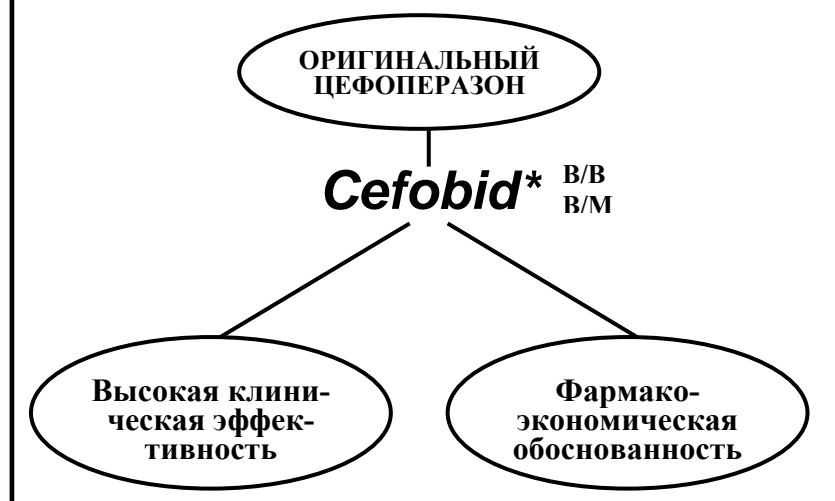 ОРИГИНАЛЬНЫЙ
ЦЕФОПЕРАЗОН
Cefobid* В/В
В/М
Высокая клини-
ческая эффек-
тивность
Фармако-
экономическая
обоснованность